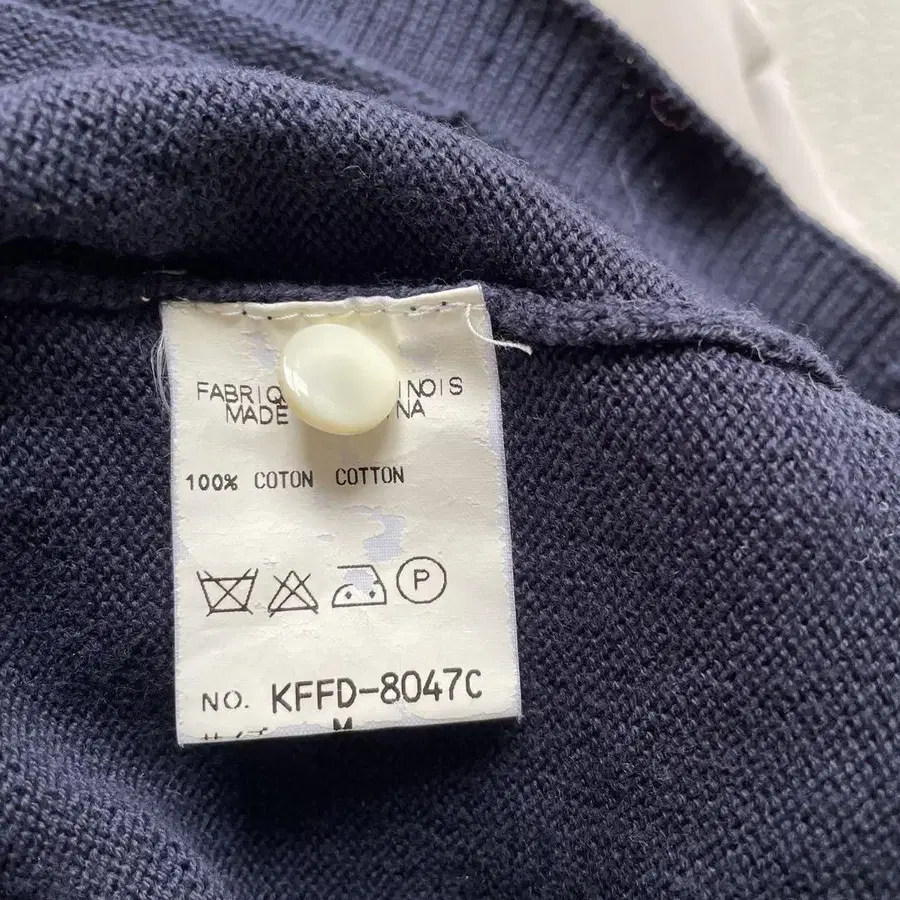 FABRIQ INOIS
MADE NA
100% COTON COTTON
P
NO. KFFD-8047C
M